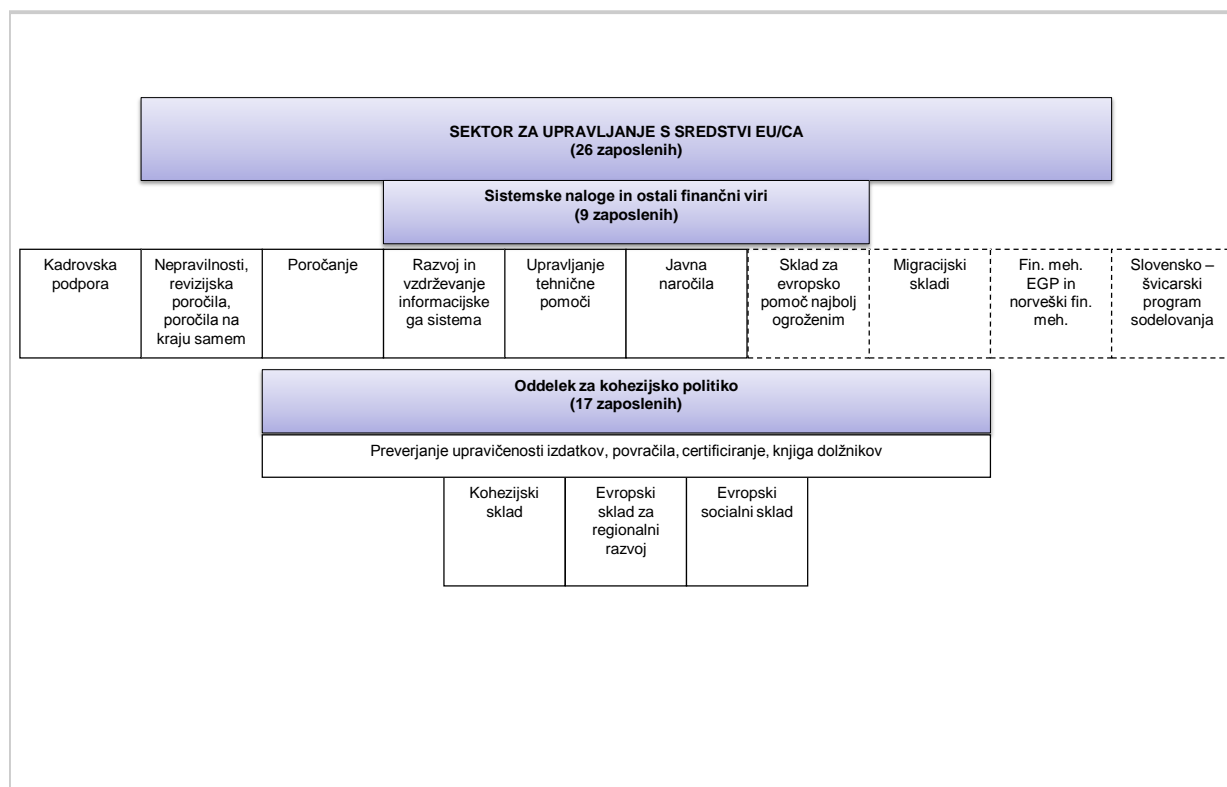 SEKTOR ZA UPRAVLJANJE S SREDSTVI EU/CA
(26 zaposlenih)
Sistemske naloge in ostali finančni viri
(9 zaposlenih)
Kadrovska
podpora
Nepravilnosti,
revizijska
poročila,
poročila na
kraju samem
Poročanje
Razvoj in
vzdrževanje
informacijske
ga sistema
Upravljanje
tehnične
pomoči
Javna
naročila
Sklad za
evropsko
pomoč najbolj
ogroženim
Migracijski
skladi
Fin. meh.
EGP in
norveški fin.
meh.
Slovensko –
švicarski
program
sodelovanja
Oddelek za kohezijsko politiko
(17 zaposlenih)
Preverjanje upravičenosti izdatkov, povračila, certificiranje, knjiga dolžnikov
Kohezijski
sklad
Evropski
sklad za
regionalni
razvoj
Evropski
socialni sklad